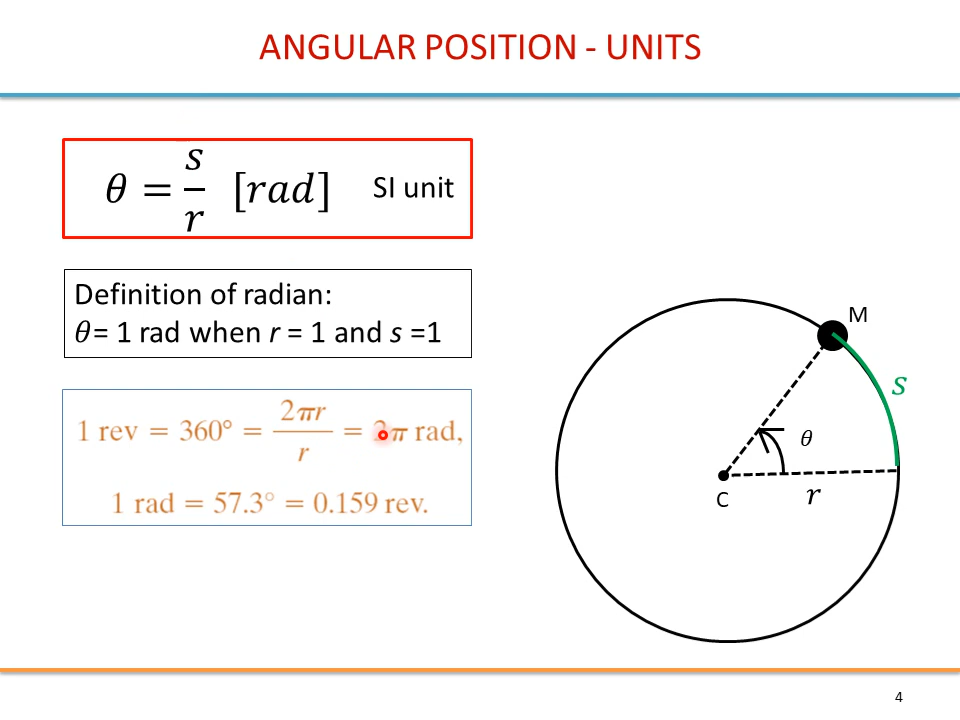 ANGULAR POSITION - UNITS
θ = s/r [rad] SI unit
Definition of radian:
θ= 1 rad when r = 1 and s =1
1 rev = 360° = 2πr/r = 2π rad,
1 rad = 57.3° = 0.159 rev.
M
s
θ
C
r
4